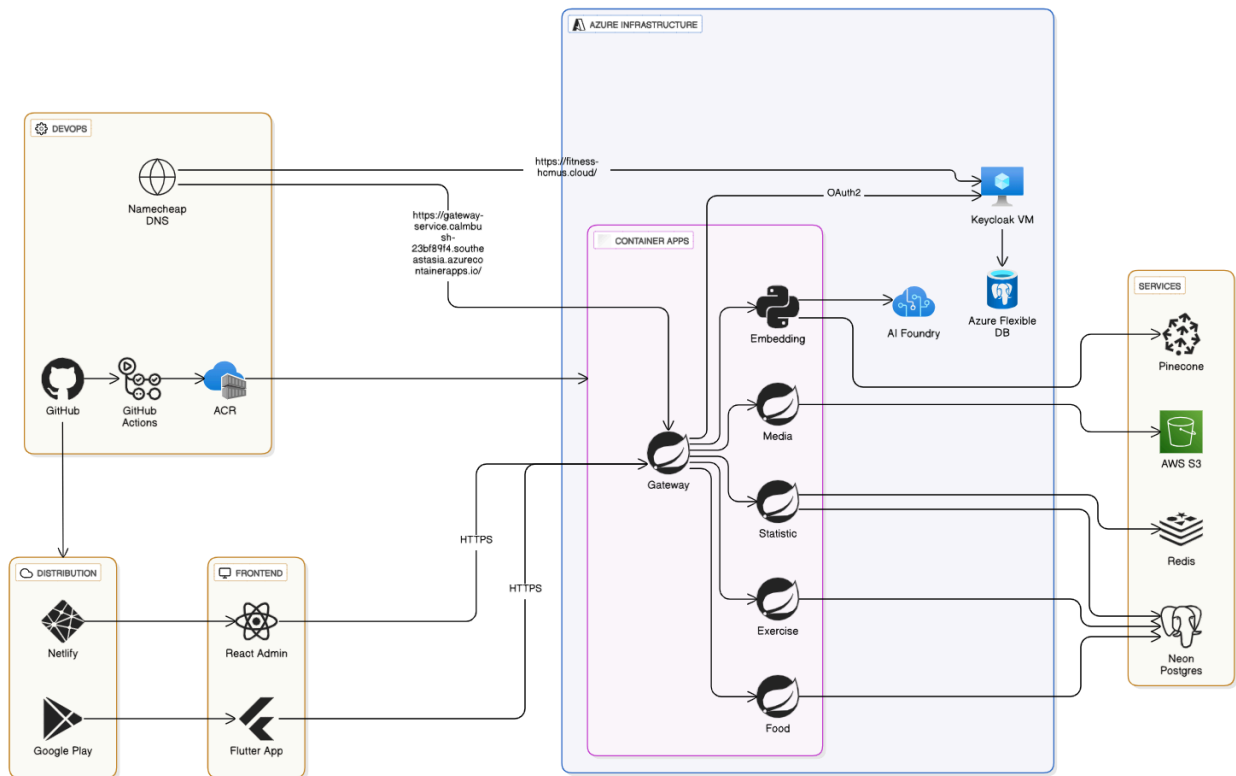 AZURE INFRASTRUCTURE
DEVOPS
Namecheap
DNS
https://fitness-
hcmus.cloud/
https://gateway-
service.calmbu
sh-
23bf89f4.southe
astasia.azureco
ntainerapps.io/
OAuth2
Keycloak VM
CONTAINER APPS
Azure Flexible
DB
AI Foundry
Embedding
SERVICES
Pinecone
GitHub
GitHub
Actions
ACR
Media
AWS S3
Gateway
Statistic
Redis
HTTPS
HTTPS
DISTRIBUTION
FRONTEND
Netlify
React Admin
Exercise
Neon
Postgres
Google Play
Flutter App
Food